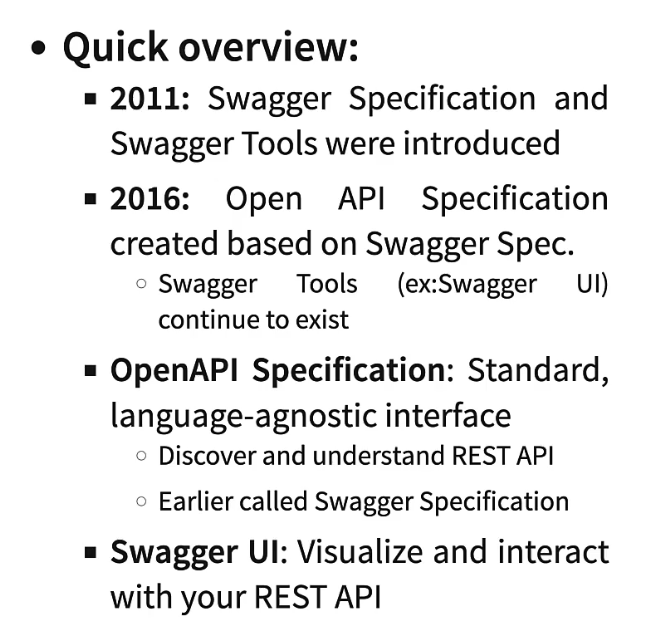 • Quick overview:
▪ 2011: Swagger Specification and
Swagger Tools were introduced
▪ 2016: Open API Specification
created based on Swagger Spec.
○ Swagger Tools (ex:Swagger UI)
continue to exist
▪ OpenAPI Specification: Standard,
language-agnostic interface
○ Discover and understand REST API
○ Earlier called Swagger Specification
▪ Swagger UI: Visualize and interact
with your REST API